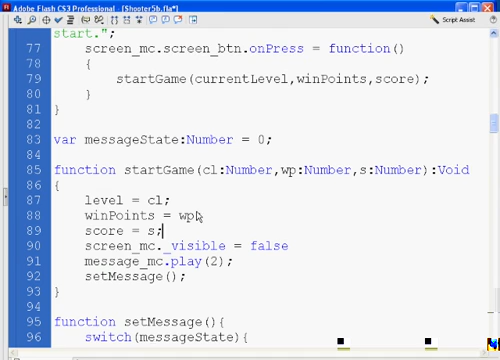 Adobe Flash CS3 Professional - [Shooter5b.fla*]
Script Assist
start.";
77 screen_mc.screen_btn.onPress = function()
78 {
79 startGame(currentLevel,winPoints,score);
80 }
81 }
82
83 var messageState:Number = 0;
84
85 function startGame(cl:Number,wp:Number,s:Number):Void
86 {
87 level = cl;
88 winPoints = wp;
89 score = s;
90 screen_mc._visible = false
91 message_mc.play(2);
92 setMessage();
93 }
94
95 function setMessage(){
96 switch(messageState){